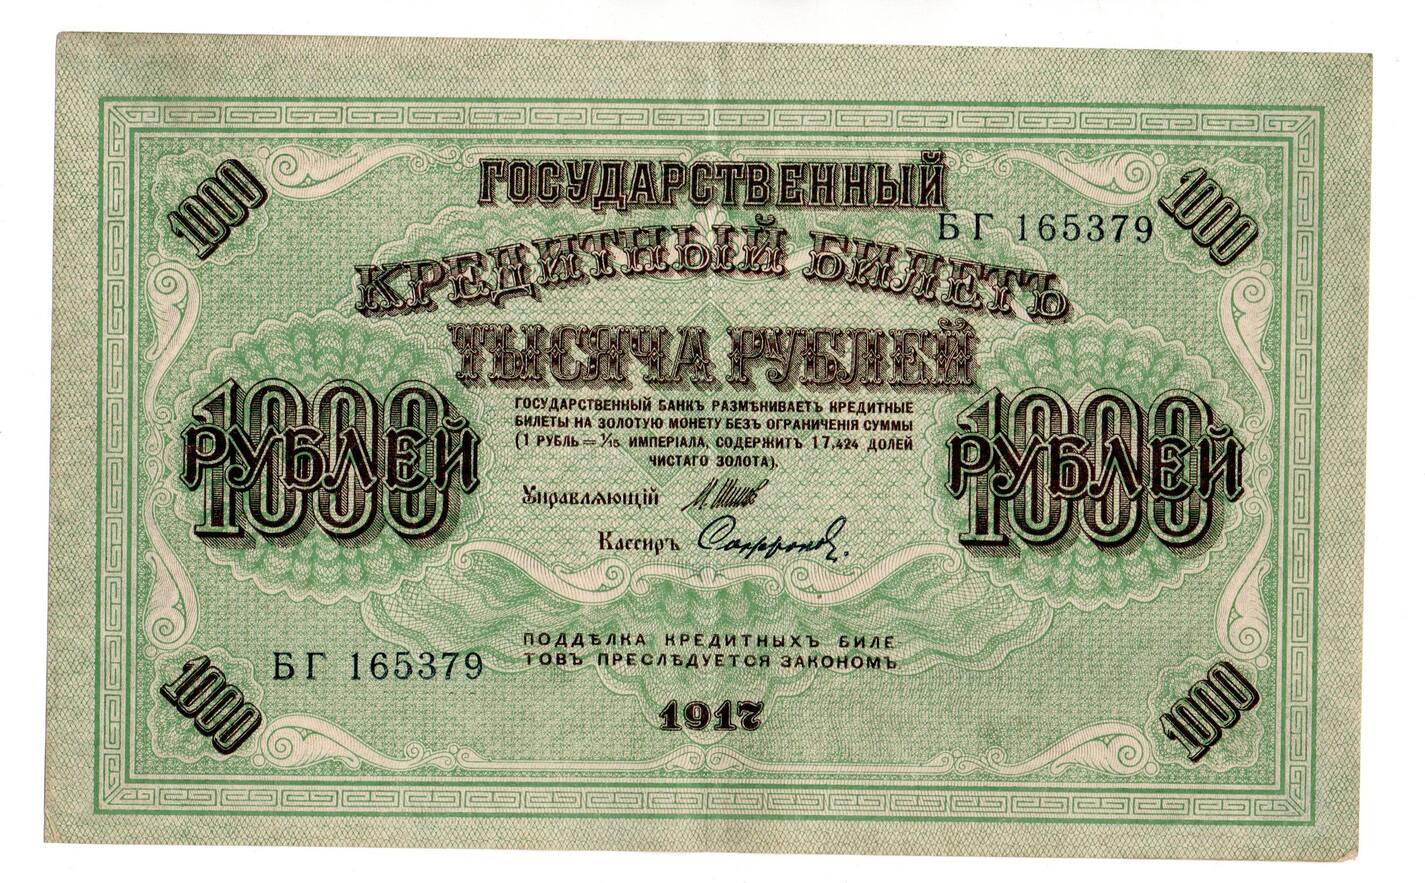 1000
1000
ГОСУДАРСТВЕННЫЙ
БГ 165379
КРЕДИТНЫЙ БИЛЕТЪ
ТЫСЯЧА РУБЛЕЙ
1000
РУБЛЕЙ
1000
РУБЛЕЙ
ГОСУДАРСТВЕННЫЙ БАНКЪ РАЗМѢНИВАЕТЪ КРЕДИТНЫЕ
БИЛЕТЫ НА ЗОЛОТУЮ МОНЕТУ БЕЗЪ ОГРАНИЧЕНІЯ СУММЫ
(1 РУБЛЬ = 1/15 ИМПЕРІАЛА, СОДЕРЖИТЪ 17,424 ДОЛЕЙ
ЧИСТАГО ЗОЛОТА).
Управляющій И Шипов
Кассиръ Софронов
ПОДДѢЛКА КРЕДИТНЫХЪ БИЛЕ-
ТОВЪ ПРЕСЛѢДУЕТСЯ ЗАКОНОМЪ
БГ 165379
1917
1000
1000